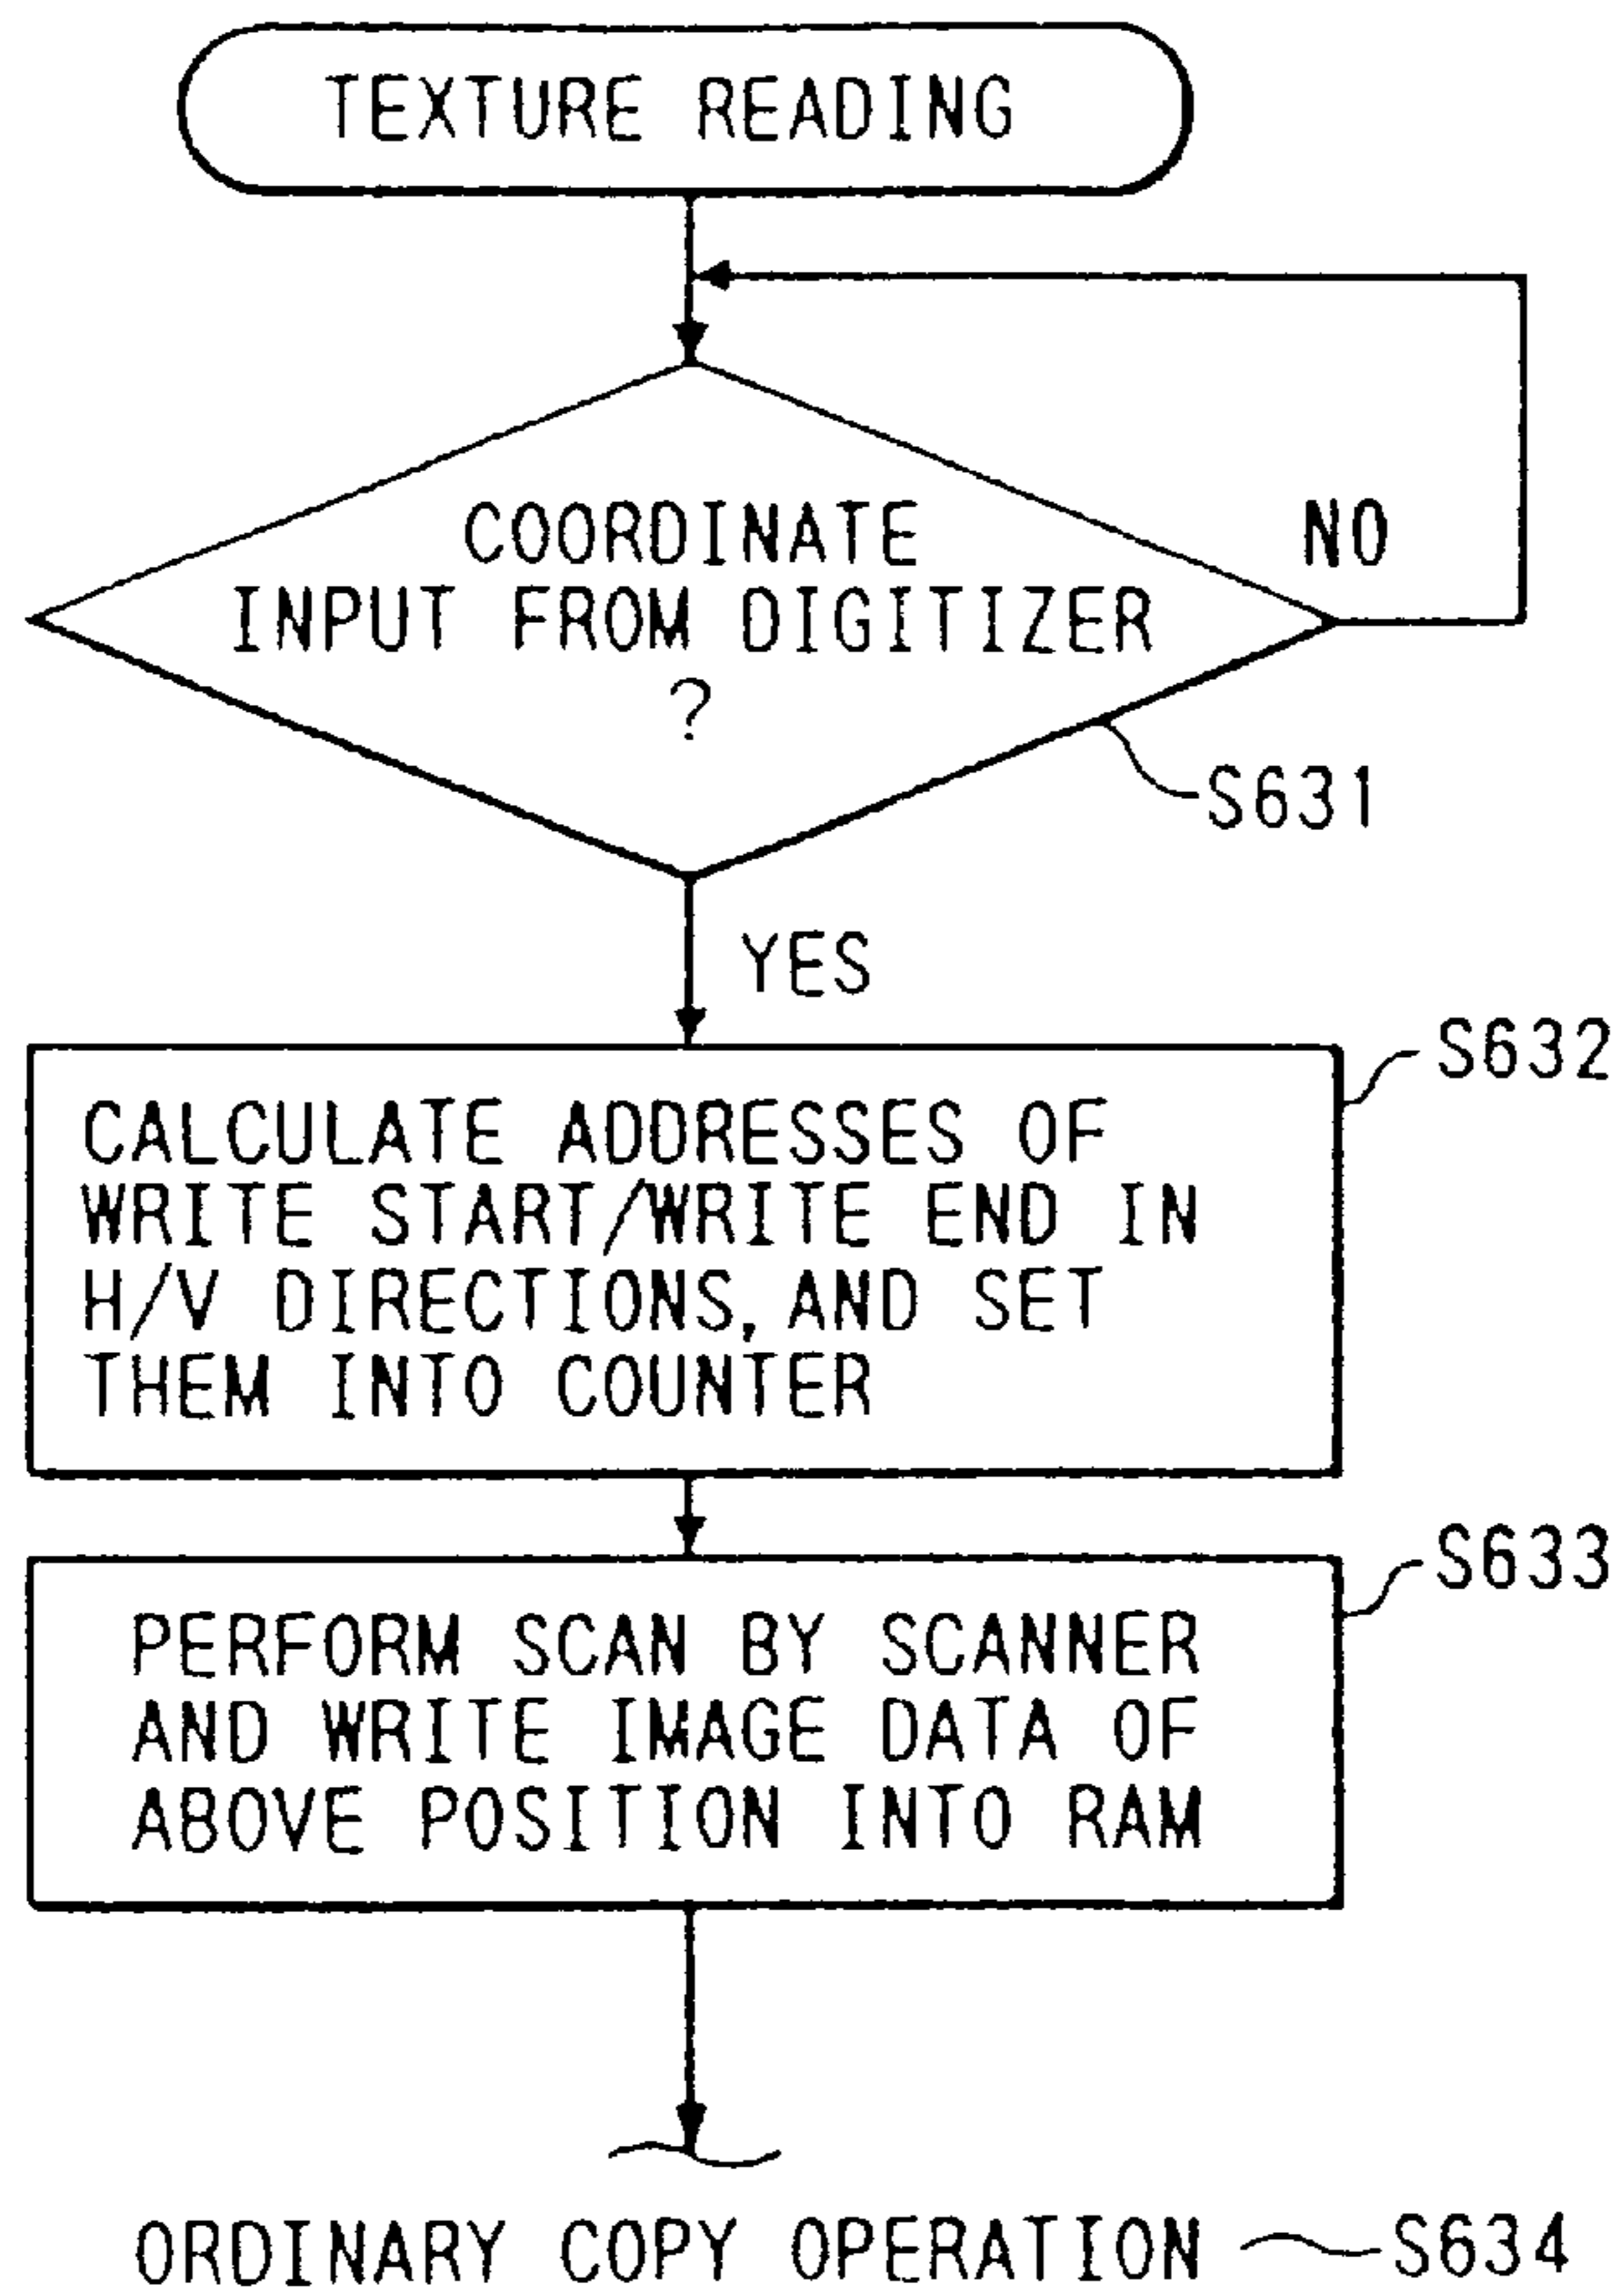 TEXTURE READING
COORDINATE
INPUT FROM DIGITIZER
?
NO
S631
YES
S632
CALCULATE ADDRESSES OF
WRITE START/WRITE END IN
H/V DIRECTIONS, AND SET
THEM INTO COUNTER
S633
PERFORM SCAN BY SCANNER
AND WRITE IMAGE DATA OF
ABOVE POSITION INTO RAM
ORDINARY COPY OPERATION S634